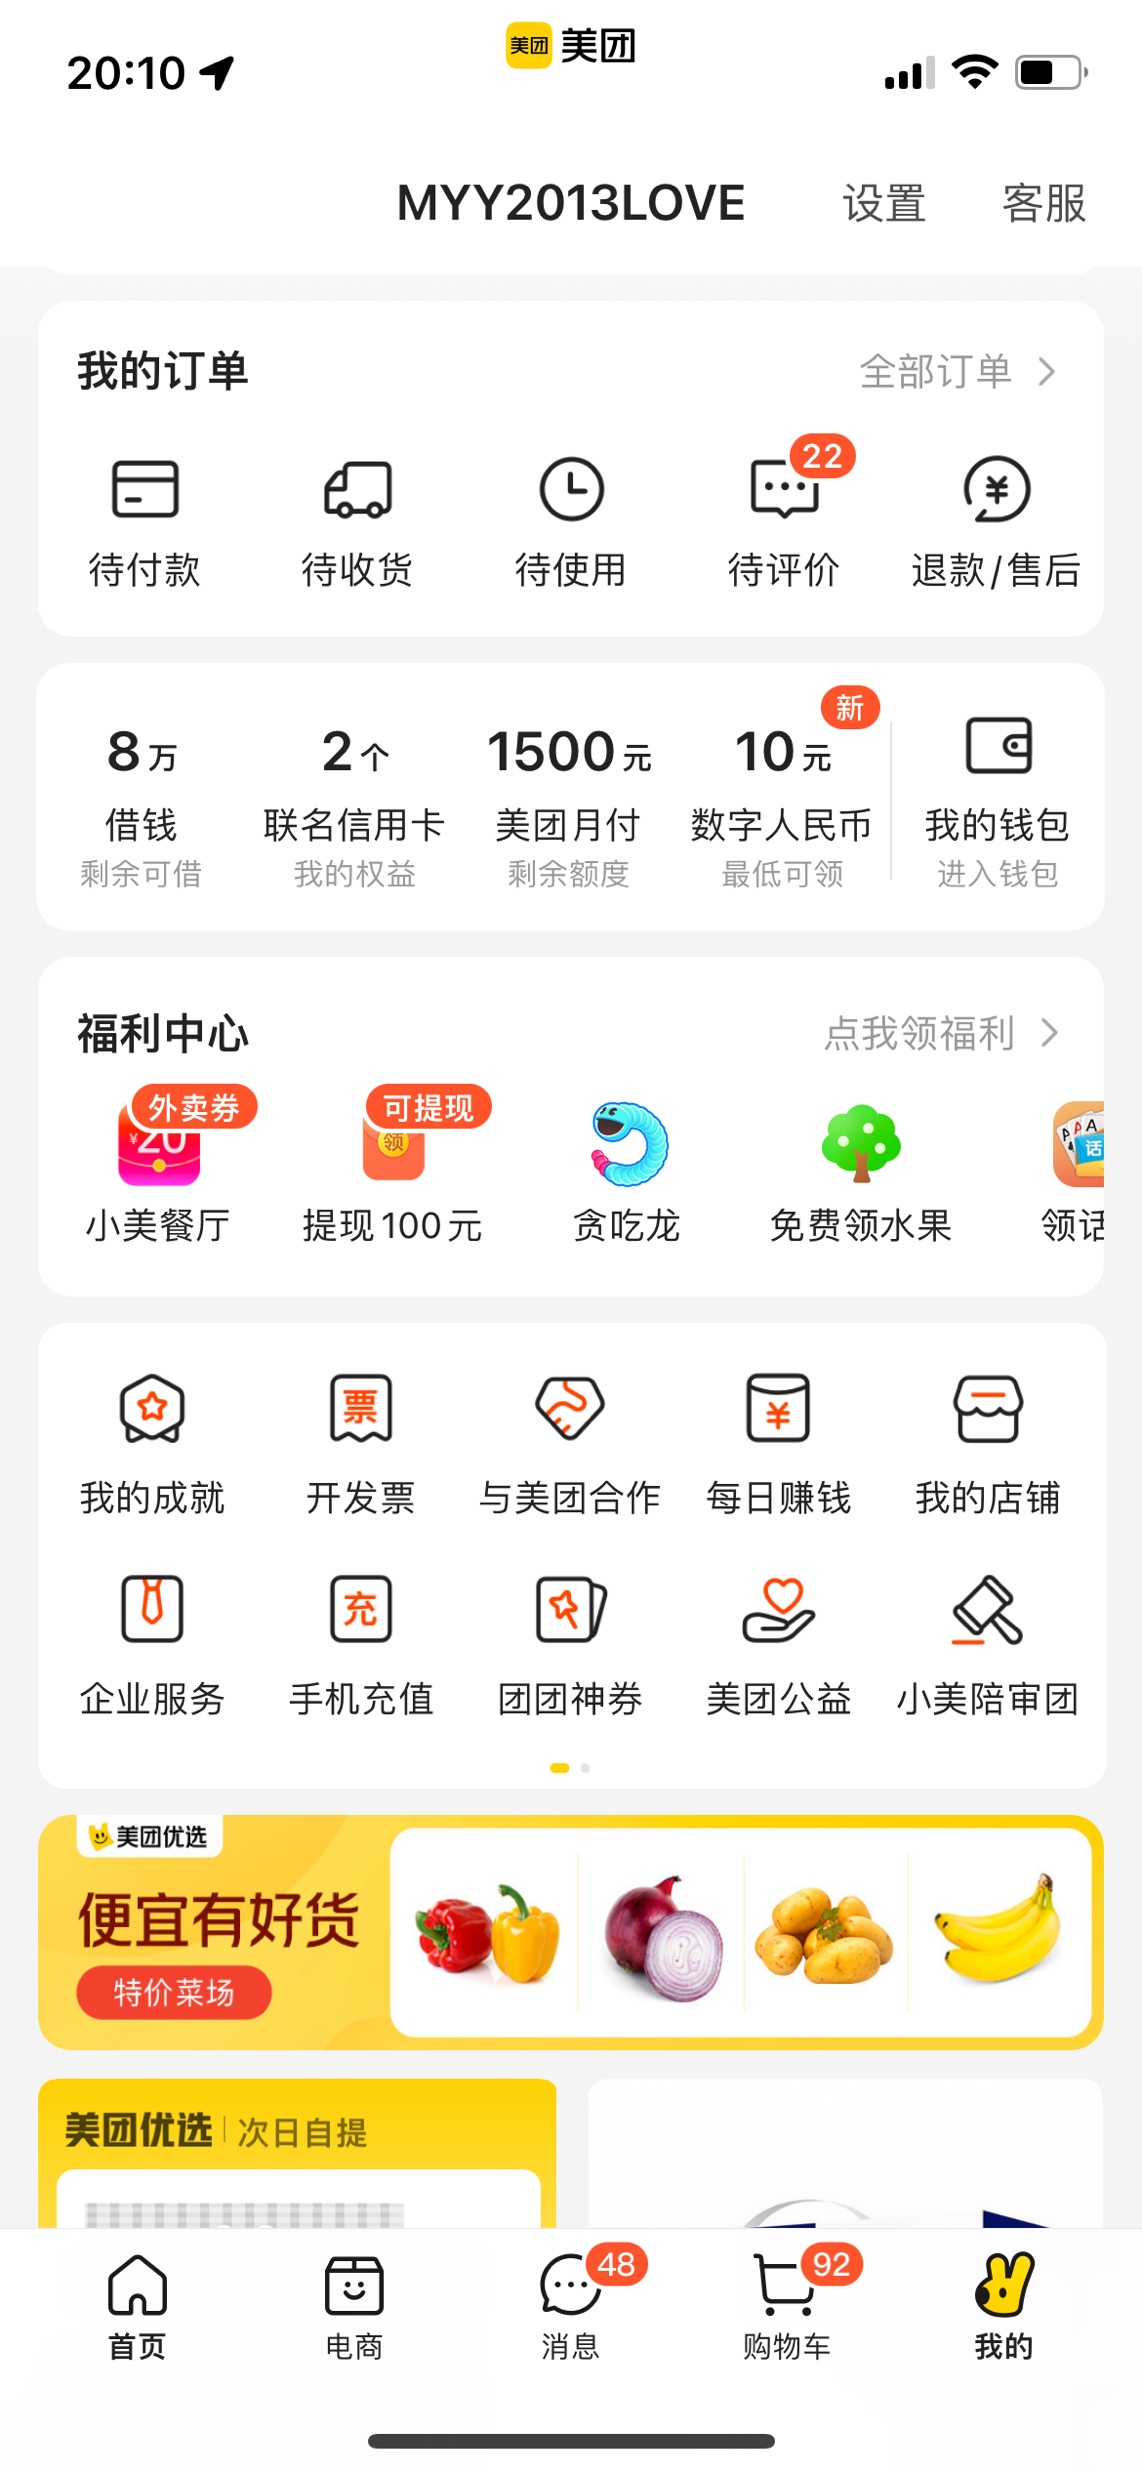 20:10
美团 美团
MYY2013LOVE 设置 客服
我的订单 全部订单
22
待付款 待收货 待使用 待评价 退款/售后
新
8万 2个 1500元 10元
借钱 联名信用卡 美团月付 数字人民币 我的钱包
剩余可借 我的权益 剩余额度 最低可领 进入钱包
福利中心 点我领福利
外卖券 可提现
¥20 领 A A A 话
小美餐厅 提现100元 贪吃龙 免费领水果 领话
票 ¥
我的成就 开发票 与美团合作 每日赚钱 我的店铺
充
企业服务 手机充值 团团神券 美团公益 小美陪审团
美团优选
便宜有好货
特价菜场
美团优选 次日自提
48 92
首页 电商 消息 购物车 我的